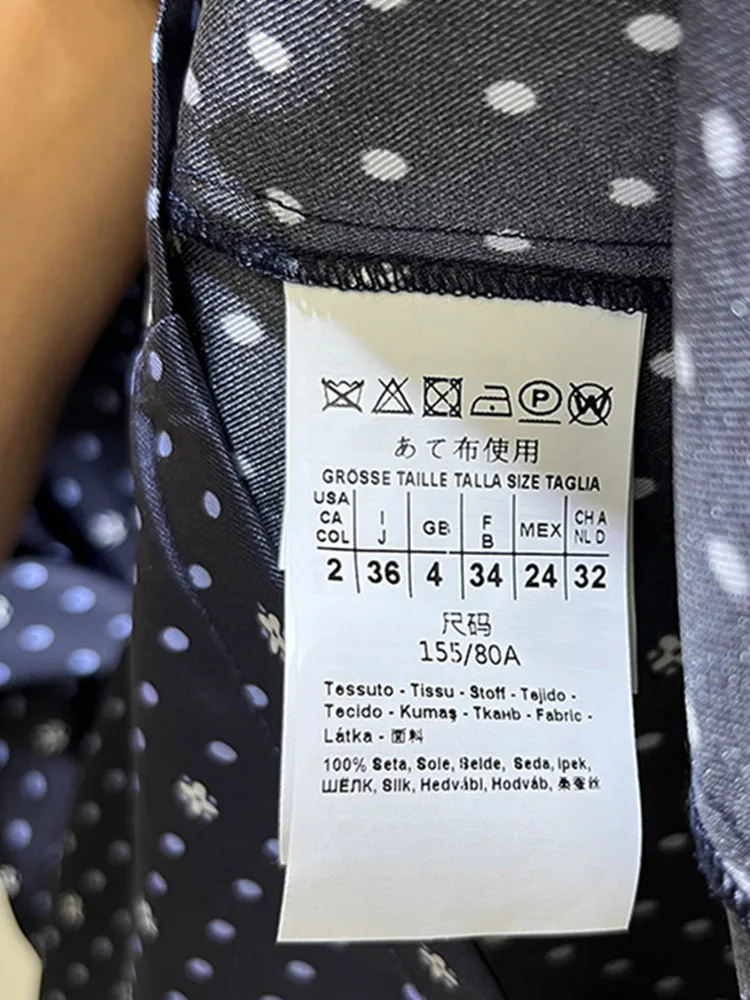 P W
あて布使用
GRÖSSE TAILLE TALLA SIZE TAGLIA
USA CA COL I J GB F B MEX CH A NL D
2 36 4 34 24 32
尺码
155/80A
Tessuto - Tissu - Stoff - Tejido -
Tecido - Kumaş - Ткань - Fabric -
Látka - 面料
100% Seta, Soie, Seide, Seda, Ipek,
ШЁЛК, Silk, Hedvábí, Hodváb, 桑蚕丝